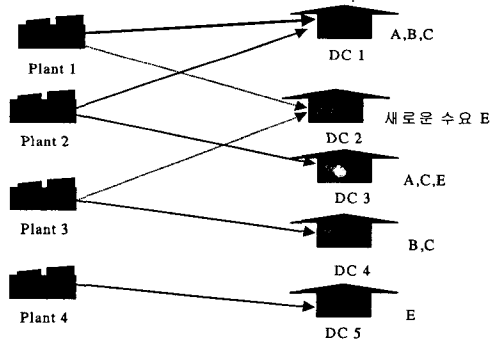 A,B,C
DC 1
Plant 1
새로운 수요 E
DC 2
Plant 2
A,C,E
DC 3
Plant 3
B,C
DC 4
Plant 4
E
DC 5